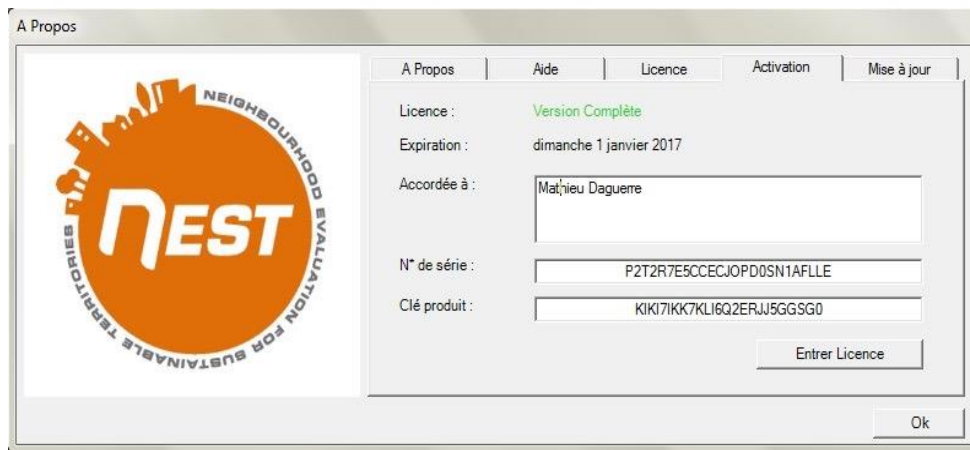 A Propos
NEIGHBOURHOOD EVALUATION FOR SUSTAINABLE TERRITORIES
nEST
A Propos
Aide
Licence
Activation
Mise à jour
Licence :
Version Complète
Expiration :
dimanche 1 janvier 2017
Accordée à :
Mathieu Daguerre
N° de série :
P2T2R7E5CCECJOPD0SN1AFLLE
Clé produit :
KIKI7IKK7KLI6Q2ERJJ5GGSG0
Entrer Licence
Ok